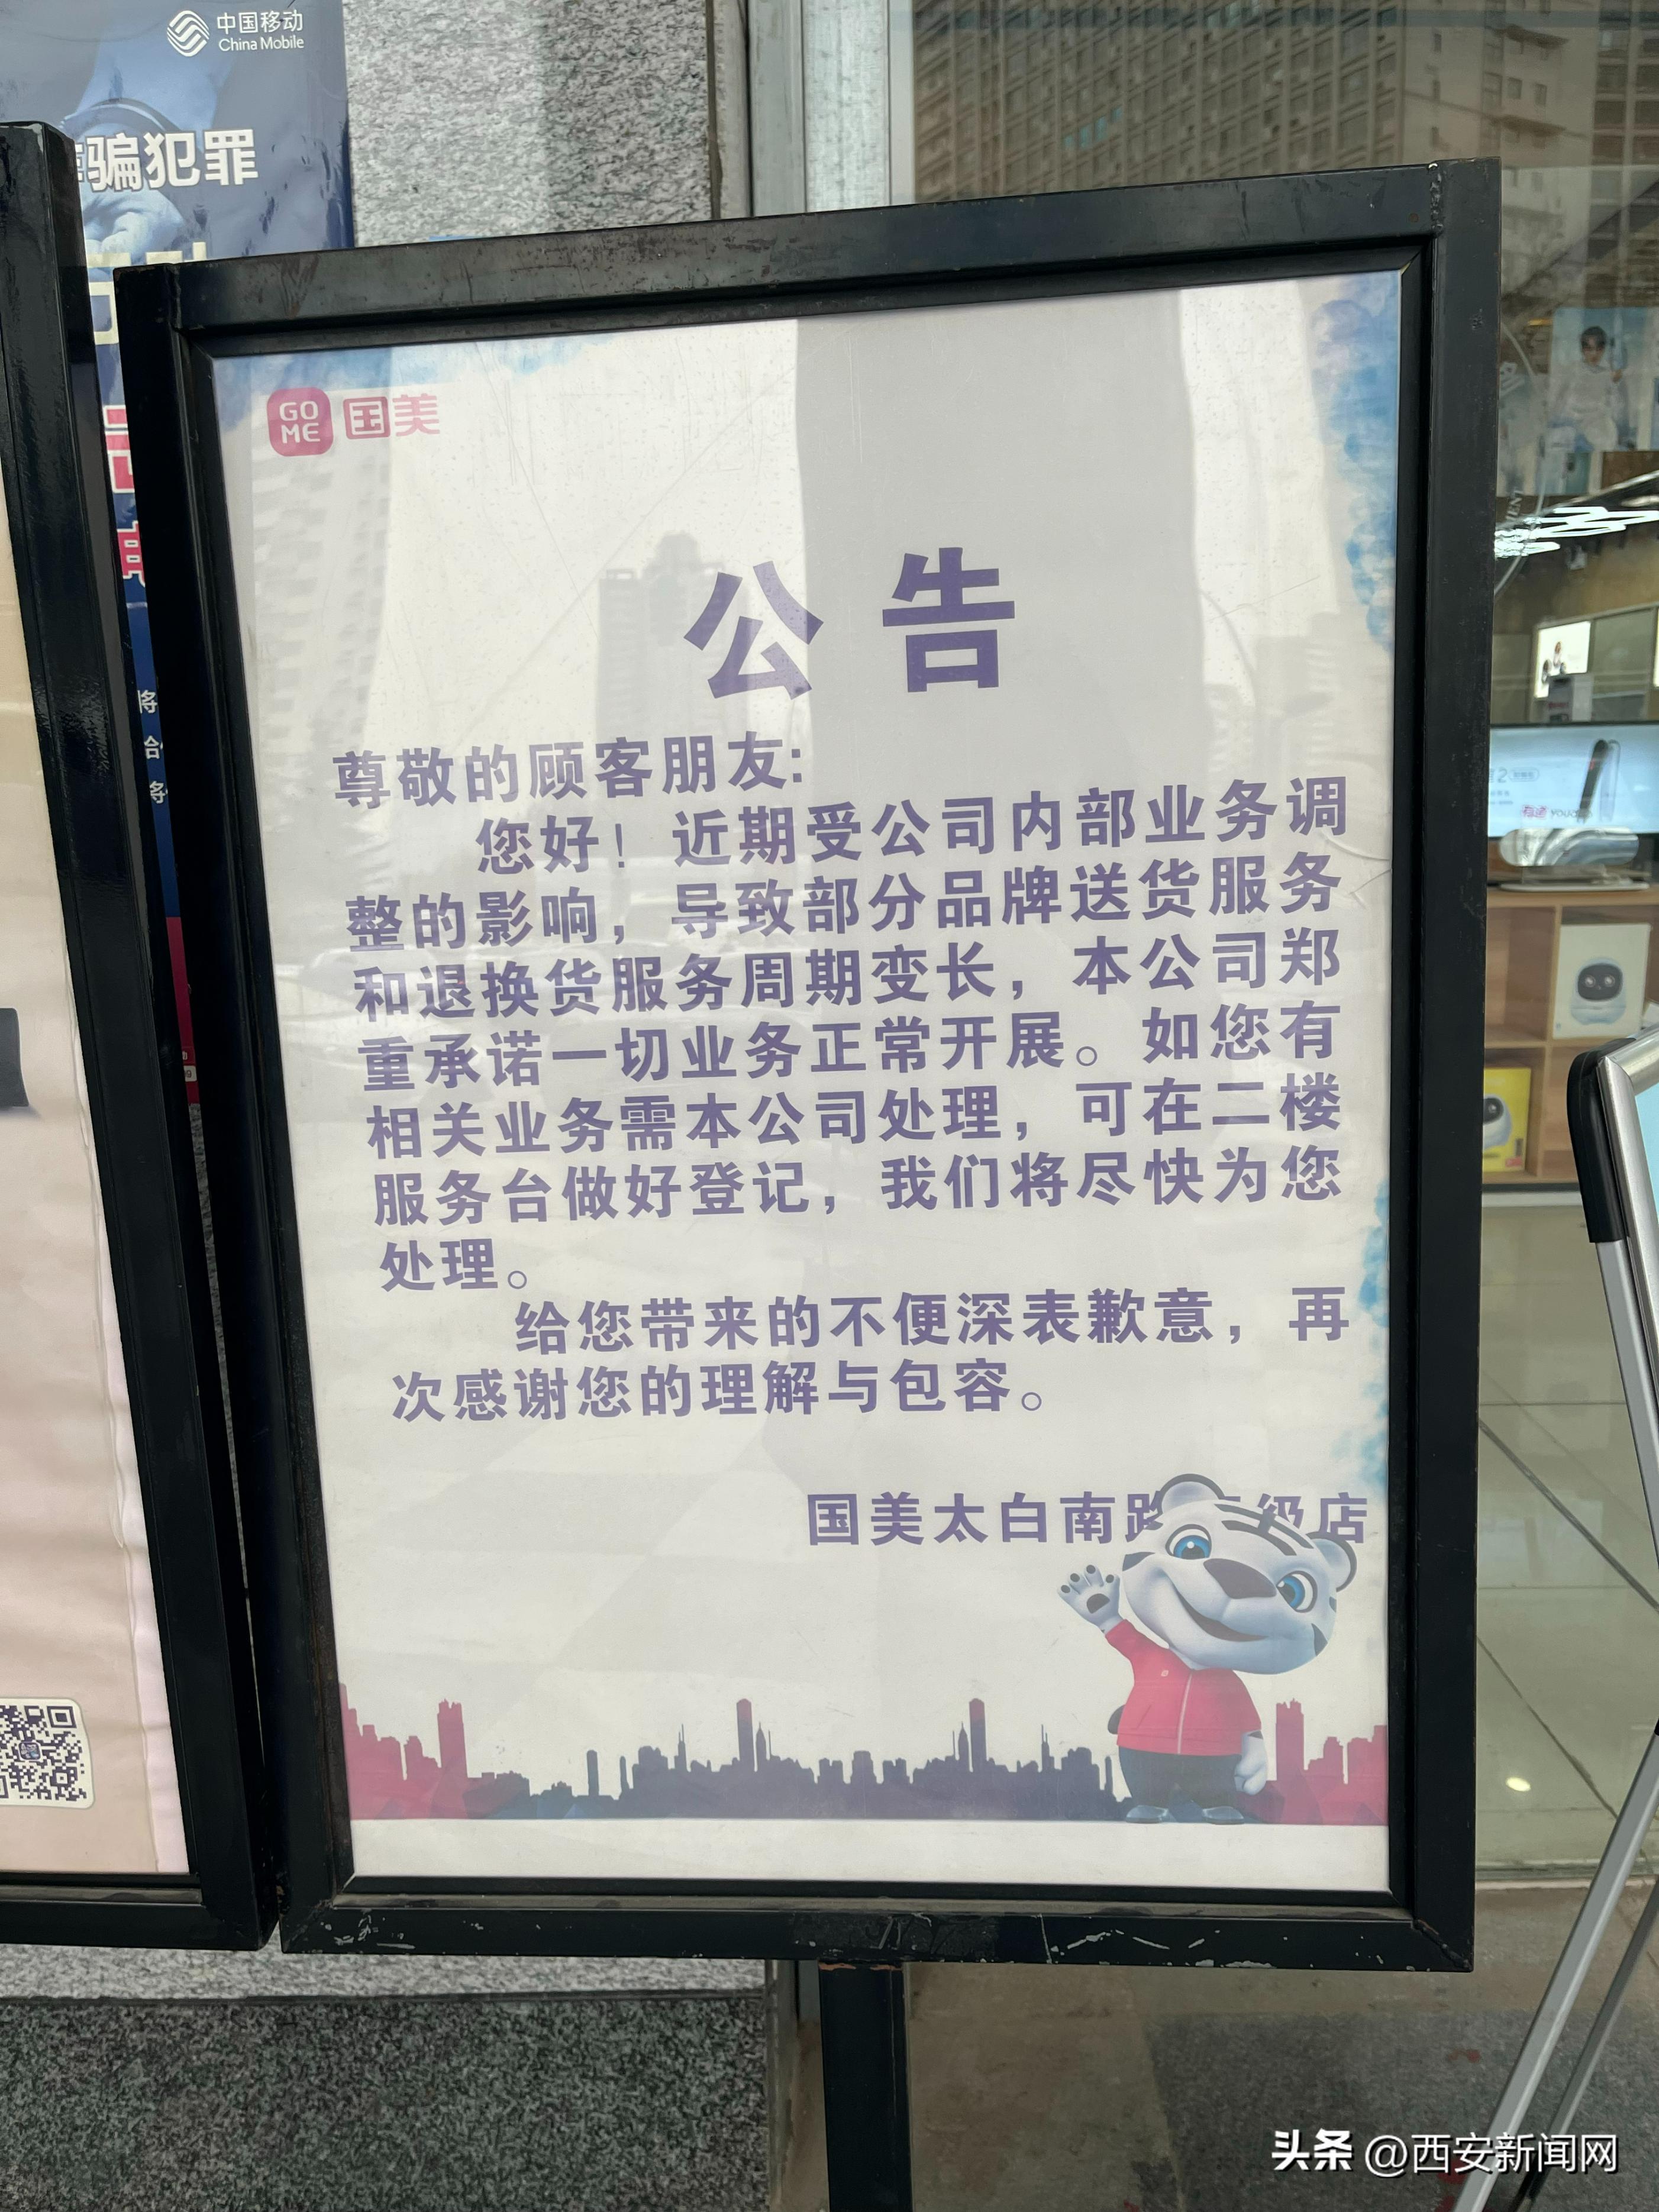 中国移动
China Mobile
骗犯罪
GO
ME
国美
公告
尊敬的顾客朋友:
您好！近期受公司内部业务调
整的影响，导致部分品牌送货服务
和退换货服务周期变长，本公司郑
重承诺一切业务正常开展。如您有
相关业务需本公司处理，可在二楼
服务台做好登记，我们将尽快为您
处理。
给您带来的不便深表歉意，再
次感谢您的理解与包容。
国美太白南路 级店
将
给
将
头条 @西安新闻网